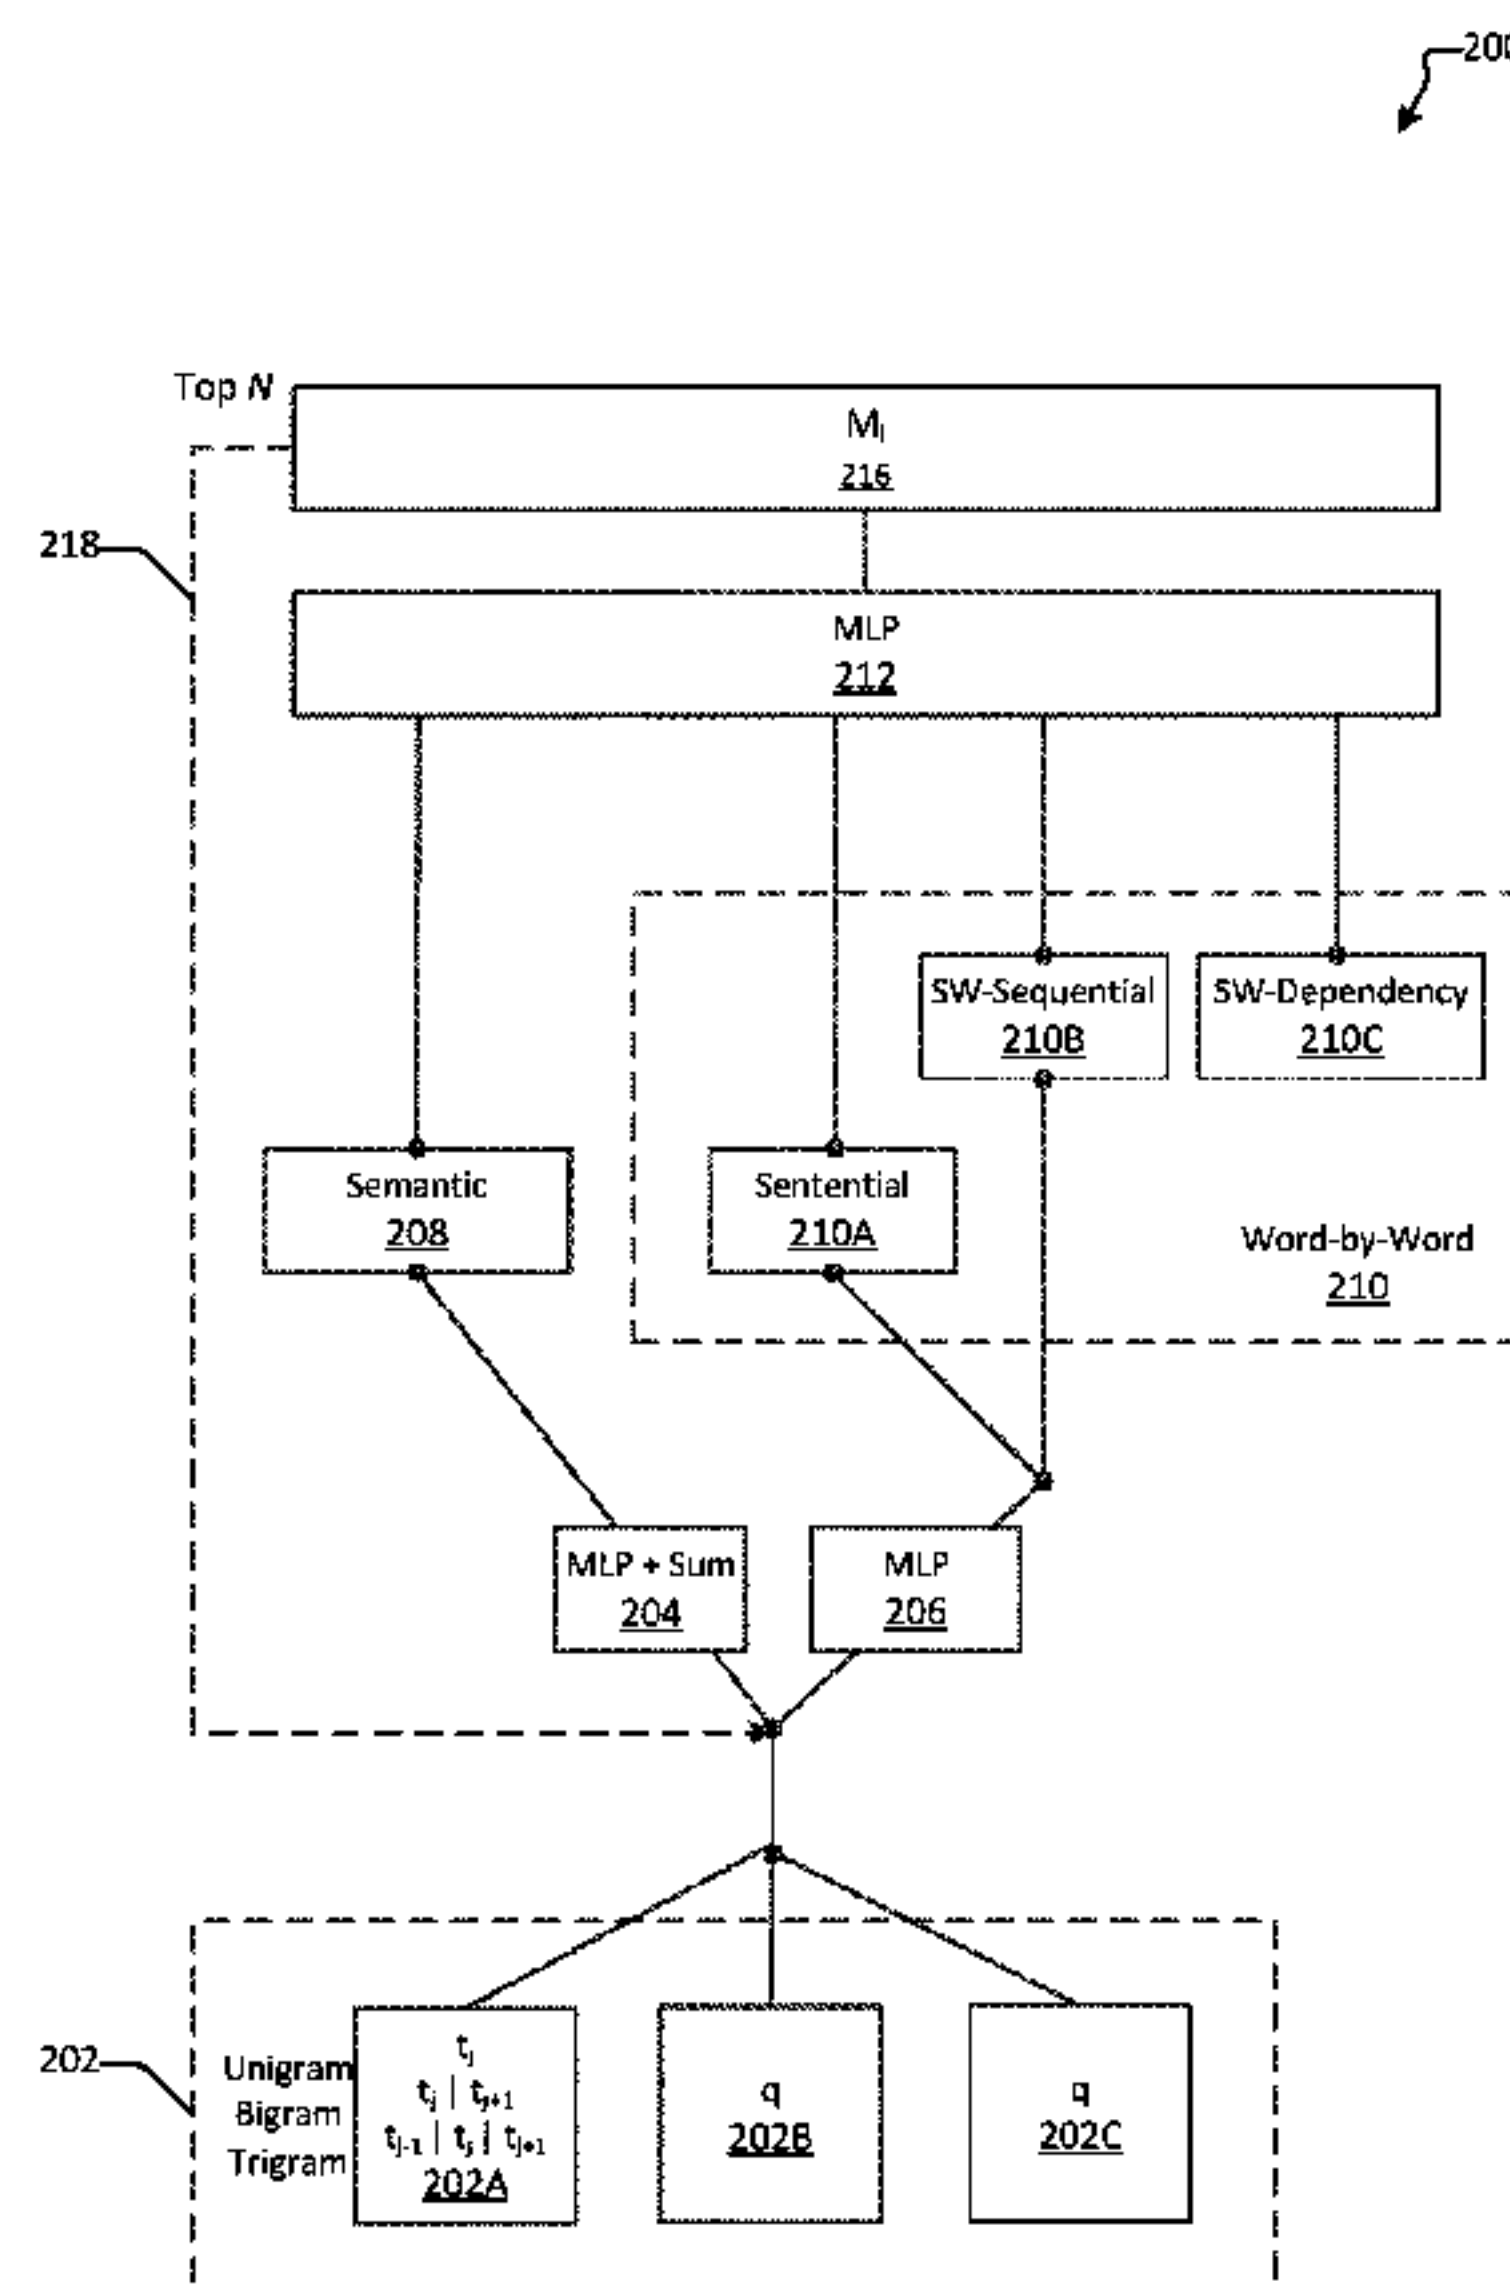 200
Top N
M_l
216
218
MLP
212
SW-Sequential
210B
SW-Dependency
210C
Semantic
208
Sentential
210A
Word-by-Word
210
MLP + Sum
204
MLP
206
202
Unigram
Bigram
Trigram
t_j
t_j | t_j+1
t_j-1 | t_j | t_j+1
202A
q
202B
q
202C